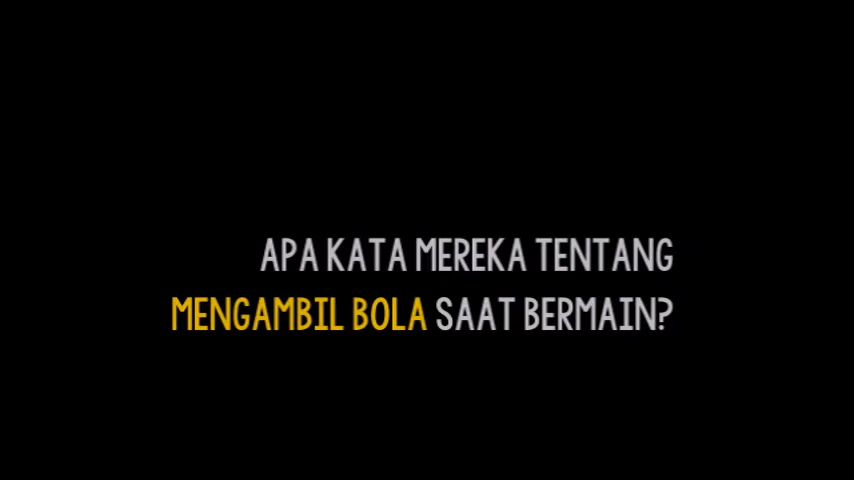 APA KATA MEREKA TENTANG
MENGAMBIL BOLA SAAT BERMAIN?